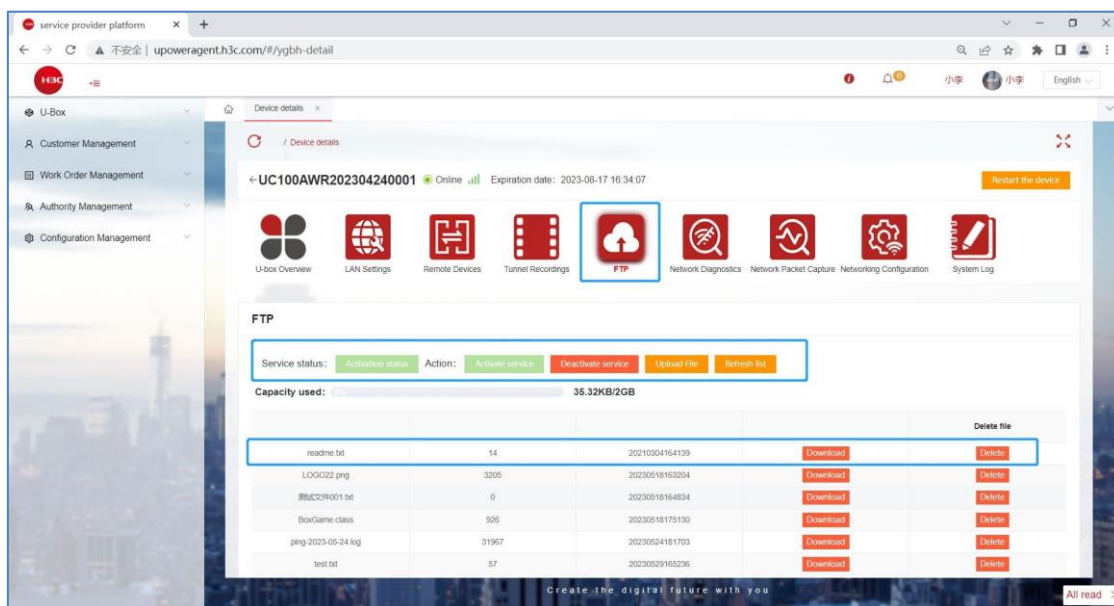 service provider platform
不安全 | upoweragent.h3c.com/#/ygbh-detail
H3C
0
小李
小李
English
U-Box
Customer Management
Work Order Management
Authority Management
Configuration Management
Device details
/ Device details
UC100AWR202304240001 Online Expiration date: 2023-08-17 16:34:07
Restart the device
U-box Overview
LAN Settings
Remote Devices
Tunnel Recordings
FTP
Network Diagnostics
Network Packet Capture
Networking Configuration
System Log
FTP
Service status: Activation status Action: Activate service Deactivate service Upload File Refresh list
Capacity used: 35.32KB/2GB
Delete file
readme.txt 14 20210304164139 Download Delete
LOGO22.png 3205 20230518163204 Download Delete
测试文件001.txt 0 20230518164834 Download Delete
BoxGame.class 926 20230518175130 Download Delete
ping-2023-05-24.log 31967 20230524181703 Download Delete
test.txt 57 20230529165236 Download Delete
Create the digital future with you
All read